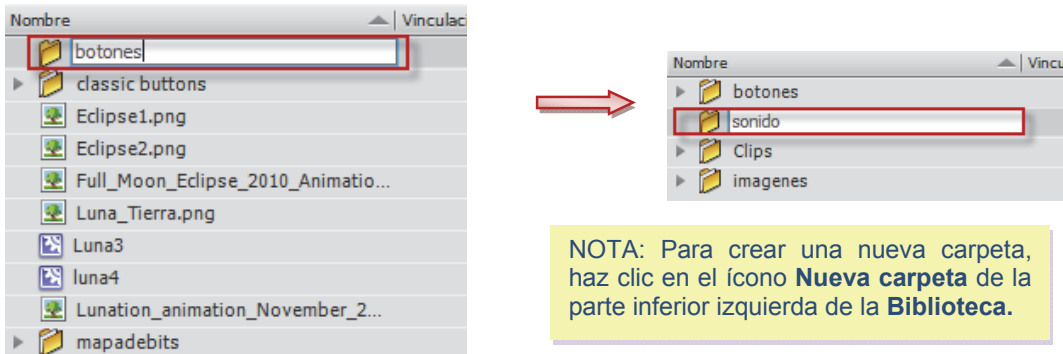 Nombre Vinculac
botones
classic buttons
Eclipse1.png
Eclipse2.png
Full_Moon_Eclipse_2010_Animatio...
Luna_Tierra.png
Luna3
luna4
Lunation_animation_November_2...
mapadebits
Nombre Vincu
botones
sonido
Clips
imagenes
NOTA: Para crear una nueva carpeta,
haz clic en el ícono Nueva carpeta de la
parte inferior izquierda de la Biblioteca.